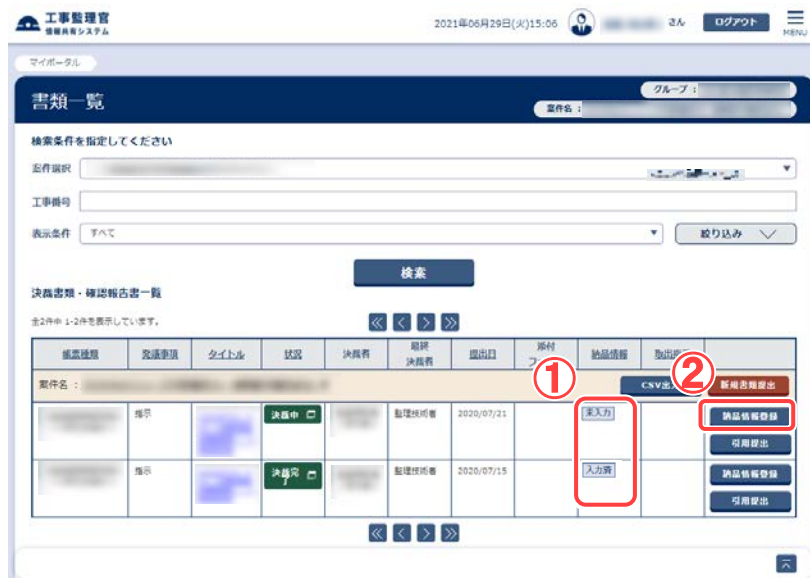 工事監理官
情報共有システム
2021年06月29日(火)15:06
さん
ログアウト
MENU
マイポータル
書類一覧
グループ :
案件名 :
検索条件を指定してください
案件選択
工事番号
表示条件 すべて
絞り込み
検索
決裁書類・確認報告書一覧
全2件中 1-2件を表示しています。
帳票種類 発議事項 タイトル 状況 決裁者 最終決裁者 提出日 添付 納品情報
① ②
案件名 :
新規書類提出
指示 決裁中 監理技術者 2020/07/21 未入力 納品情報登録
引用提出
指示 決裁完了 監理技術者 2020/07/15 入力済 納品情報登録
引用提出